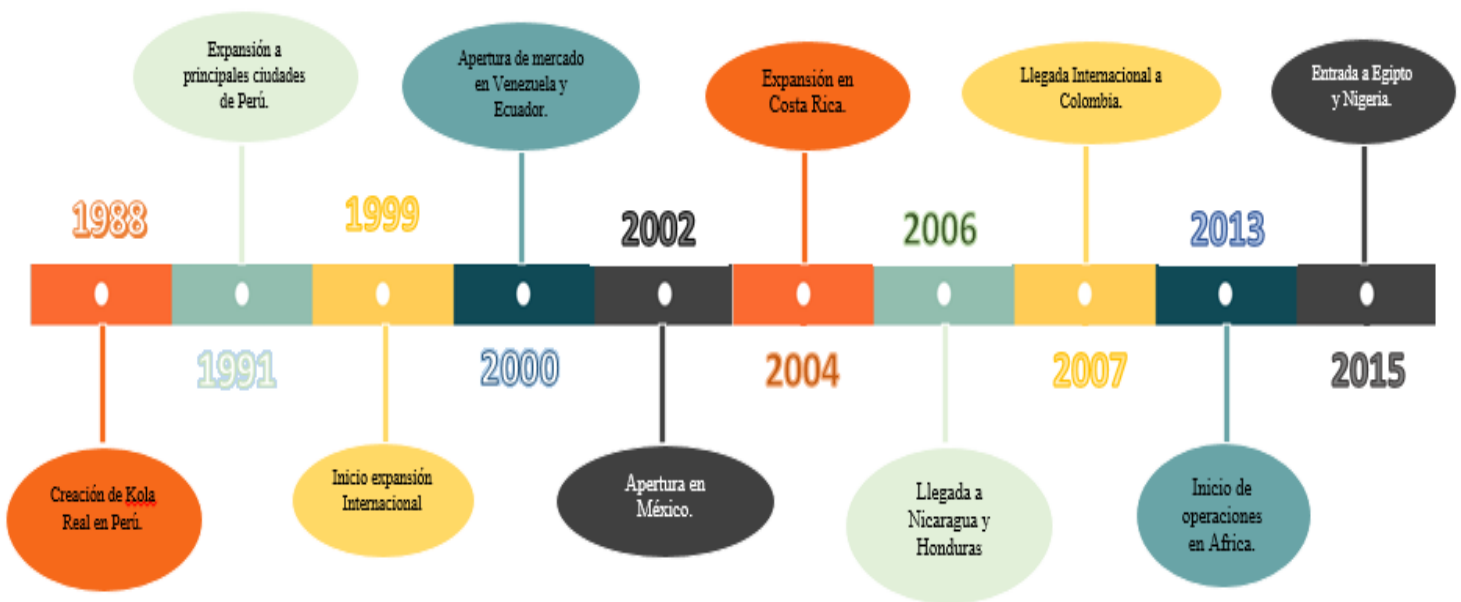 Expansión a
principales ciudades
de Perú.
Apertura de mercado
en Venezuela y
Ecuador.
Expansión en
Costa Rica.
Llegada Internacional a
Colombia.
Entrada a Egipto
y Nigeria.
1988
1999
2002
2006
2013
1991
2000
2004
2007
2015
Creación de Kola
Real en Perú.
Inicio expansión
Internacional
Apertura en
México.
Llegada a
Nicaragua y
Honduras
Inicio de
operaciones
en Africa.